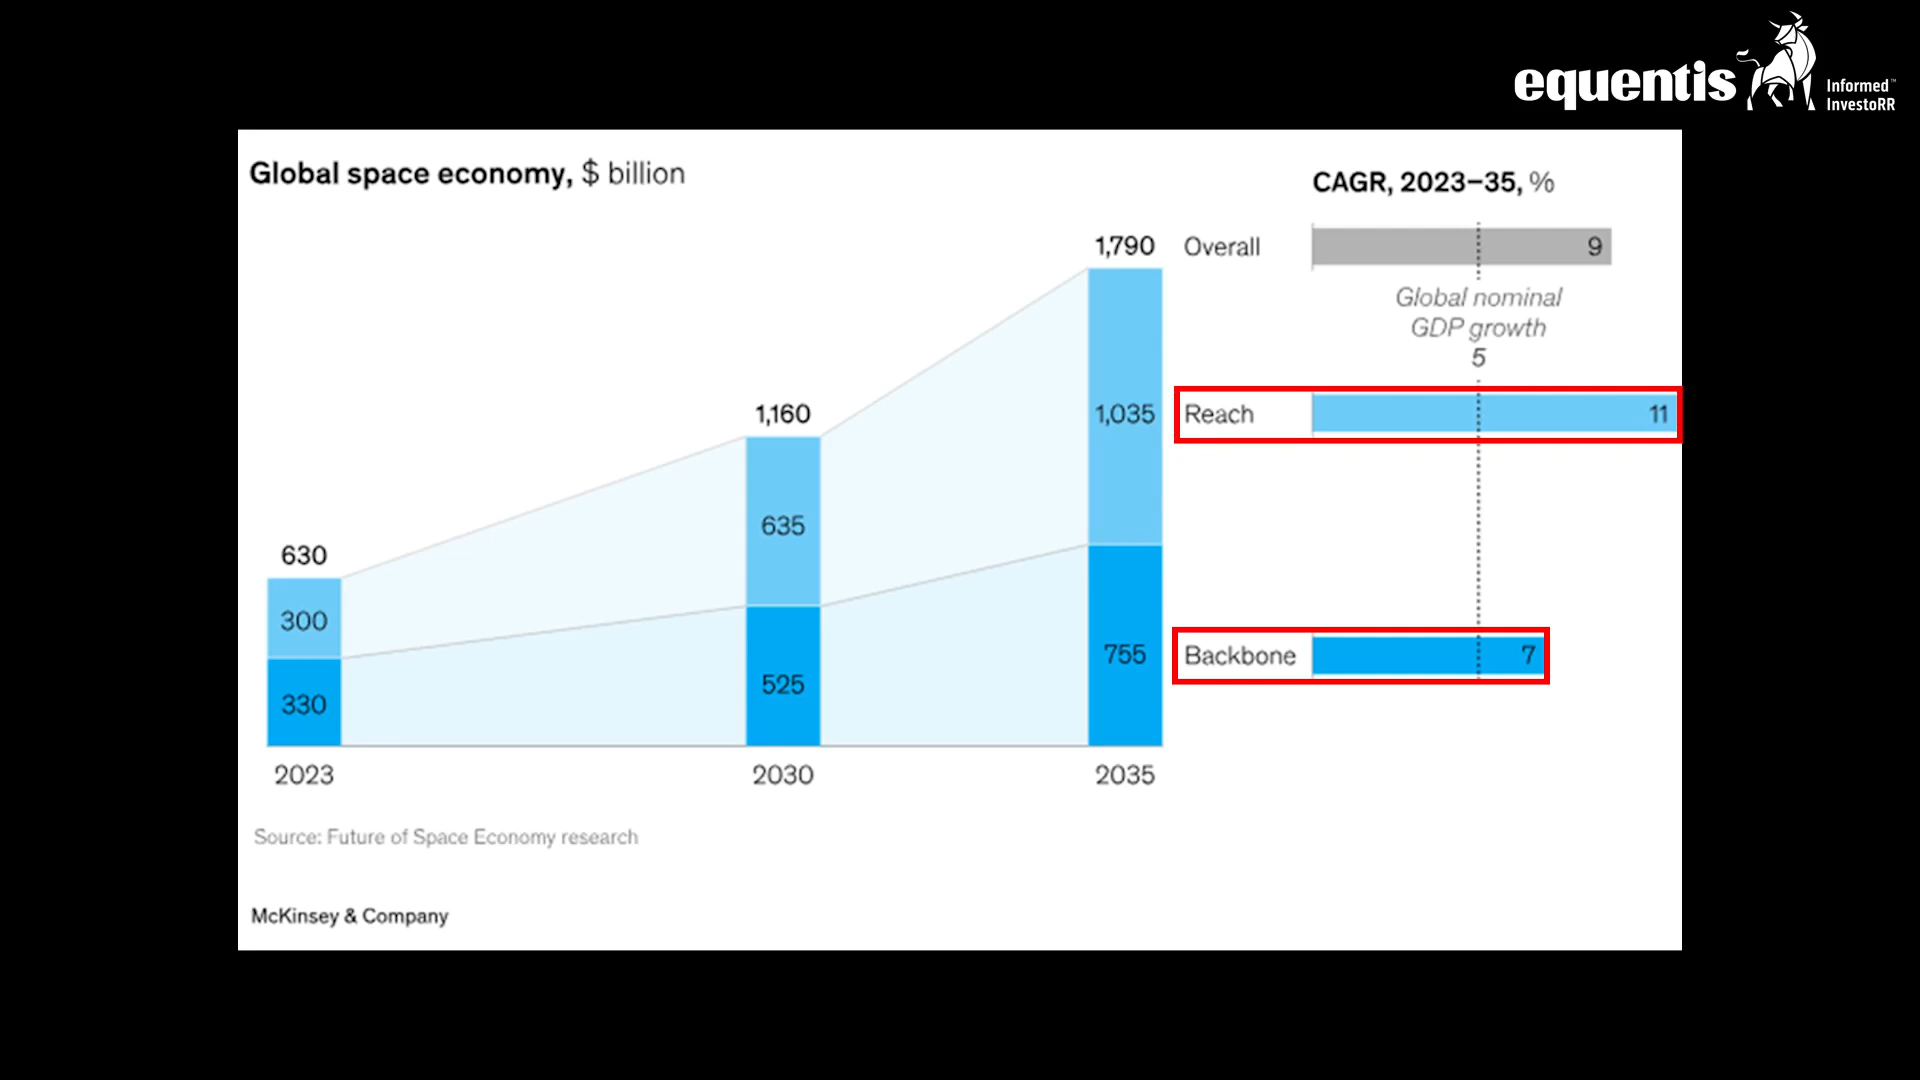 equentis
Informed™
InvestoRR
Global space economy, $ billion
CAGR, 2023–35, %
1,790
Overall
9
Global nominal
GDP growth
5
1,160
1,035
Reach
11
635
630
300
755
Backbone
7
525
330
2023
2030
2035
Source: Future of Space Economy research
McKinsey & Company